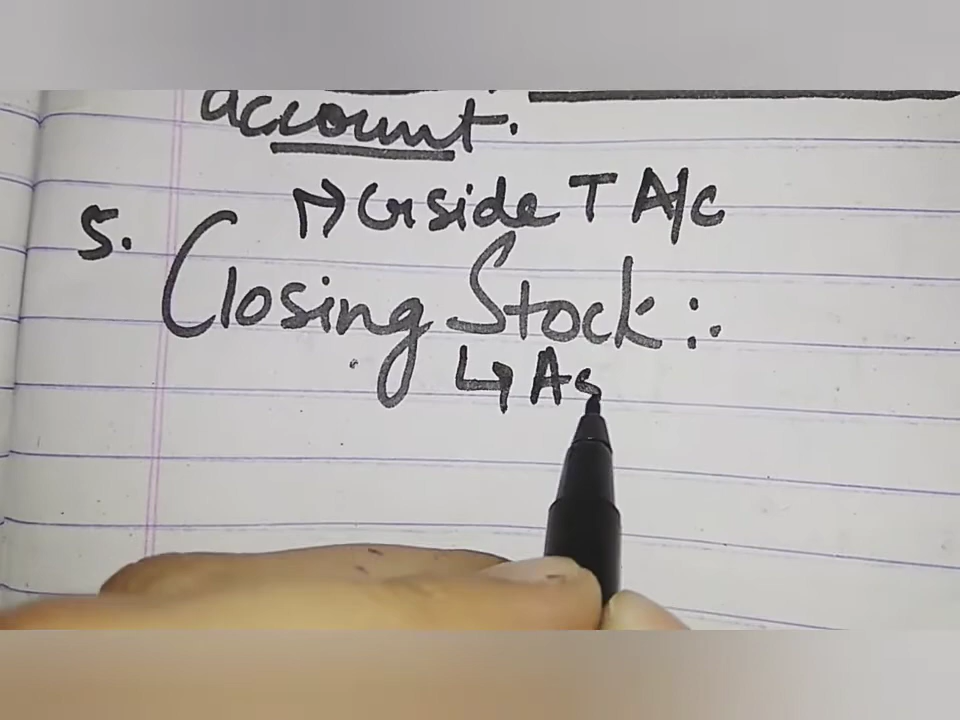 account.
↱ Cr side T A/c
5. Closing Stock :.
↳ As